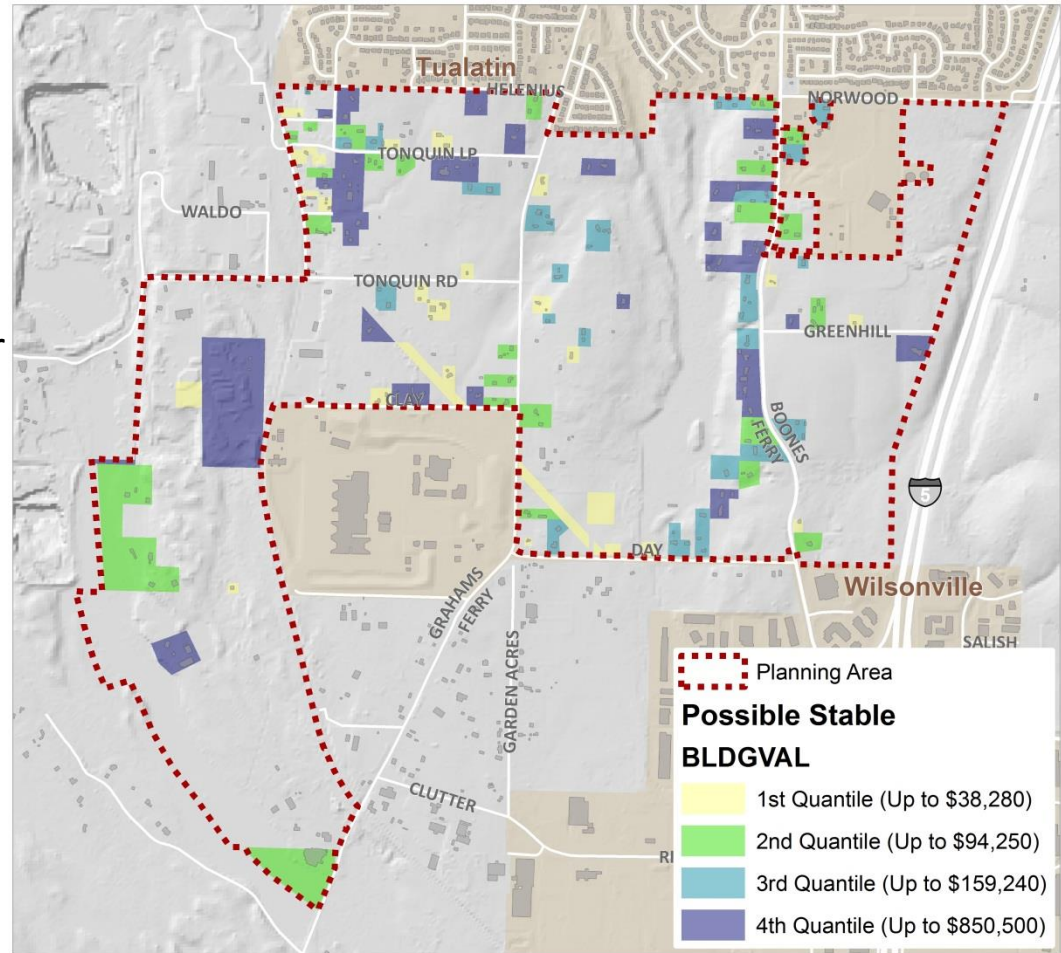 Tualatin
HELENIUS
NORWOOD
TONQUIN LP
WALDO
TONQUIN RD
GREENHILL
CLAY
BOONES
FERRY
5
DAY
Wilsonville
GRAHAMS
FERRY
SALISH
GARDEN ACRES
CLUTTER
Planning Area
Possible Stable
BLDGVAL
1st Quantile (Up to $38,280)
2nd Quantile (Up to $94,250)
3rd Quantile (Up to $159,240)
4th Quantile (Up to $850,500)